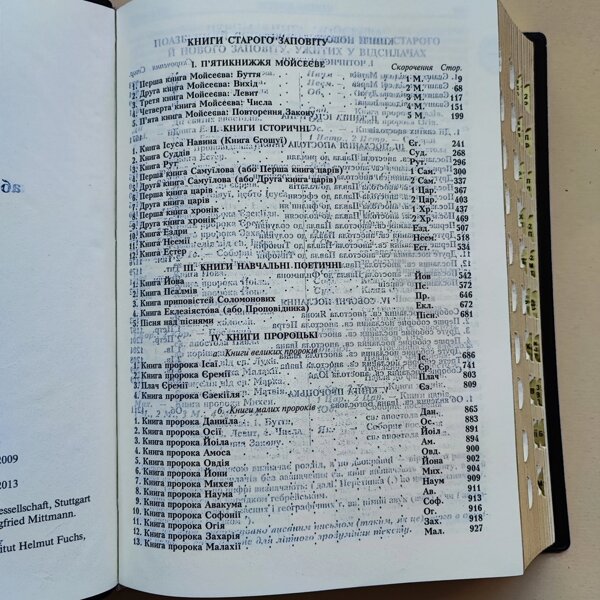 2009
2013
esellschaft, Stuttgart
gfried Mittmann.
itut Helmut Fuchs,
КНИГИ СТАРОГО ЗАПОВІТУ
Скорочення Стор.
I. П'ЯТИКНИЖЖЯ МОЙСЕЄВЕ
1. Перша книга Мойсеєва: Буття 1 М. 9
2. Друга книга Мойсеєва: Вихід 2 М. 68
3. Третя книга Мойсеєва: Левит 3 М. 117
4. Четверта книга Мойсеєва: Числа 4 М. 151
5. П'ята книга Мойсеєва: Повторення Закону 5 М. 199
II. КНИГИ ІСТОРИЧНІ
1. Книга Ісуса Навина (Книга Єгошуї) Єг. 241
2. Книга Суддів Суд. 268
3. Книга Рут Рут. 296
4. Перша книга Самуїлова (або Перша книга царів) 1 Сам. 300
5. Друга книга Самуїлова (або Друга книга царів) 2 Сам. 337
6. Перша книга царів 1 Цар. 367
7. Друга книга царів 2 Цар. 403
8. Перша книга хронік 1 Хр. 437
9. Друга книга хронік 2 Хр. 469
10. Книга Ездри Езд. 507
11. Книга Неемії Неем. 518
12. Книга Естер Ест. 534
III. КНИГИ НАВЧАЛЬНІ ПОЕТИЧНІ
1. Книга Йова Йов 542
2. Книга Псалмів Пс. 572
3. Книга приповістей Соломонових Пр. 646
4. Книга Еклезіястова (або Проповідника) Екл. 672
5. Пісня над піснями Пісн. 681
IV. КНИГИ ПРОРОЦЬКІ
а. Книги великих пророків
1. Книга пророка Ісаї Іс. 686
2. Книга пророка Єремії Єр. 741
3. Плач Єремії Плач 803
4. Книга пророка Єзекіїля Єз. 809
б. Книги малих пророків
1. Книга пророка Даниїла Дан. 865
2. Книга пророка Осії Ос. 883
3. Книга пророка Йоїла Йоїл 891
4. Книга пророка Амоса Ам. 894
5. Книга пророка Овдія Овд. 900
6. Книга пророка Йони Йона 902
7. Книга пророка Михея Мих. 904
8. Книга пророка Наума Наум 909
9. Книга пророка Авакума Ав. 911
10. Книга пророка Софонії Соф. 913
11. Книга пророка Огія Ог. 916
12. Книга пророка Захарія Зах. 918
13. Книга пророка Малахії Мал. 927